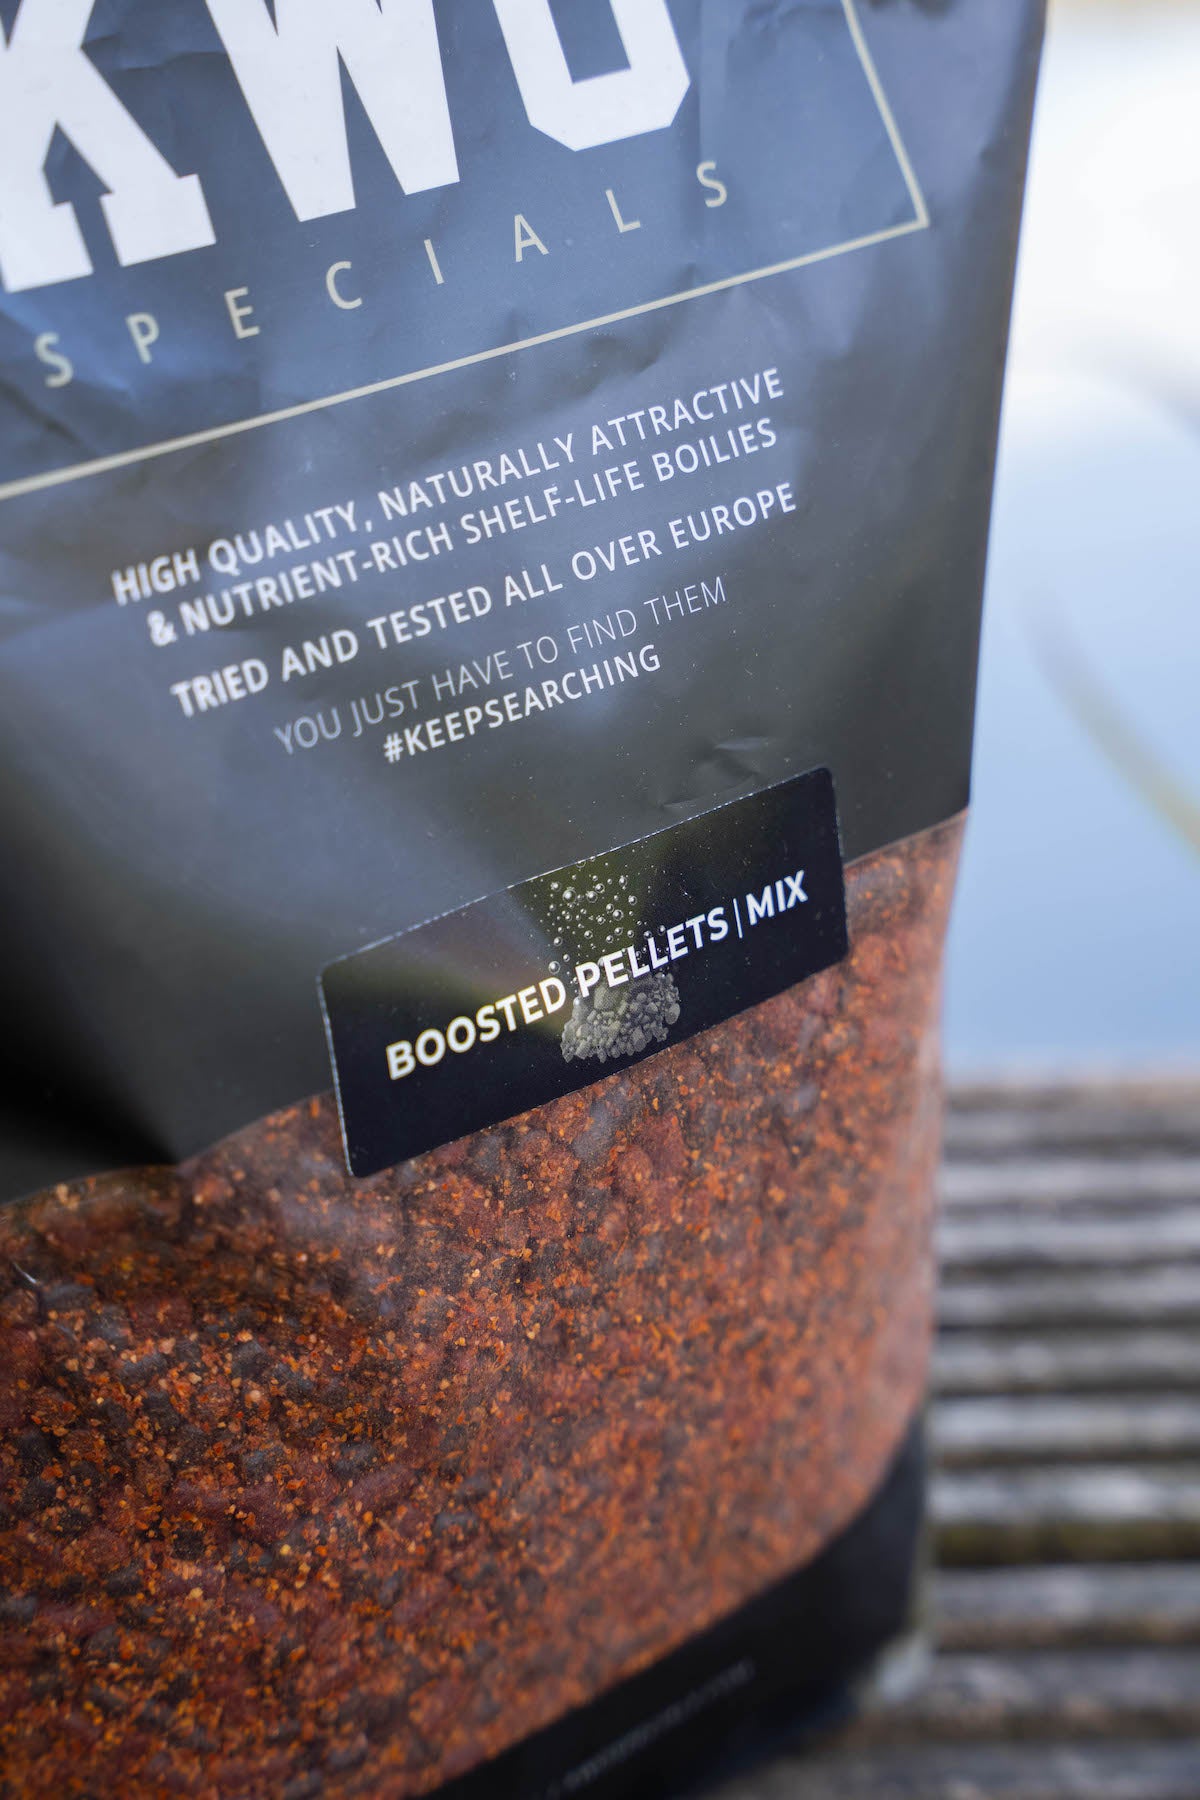 KWO
SPECIALS
HIGH QUALITY, NATURALLY ATTRACTIVE
& NUTRIENT-RICH SHELF-LIFE BOILIES
TRIED AND TESTED ALL OVER EUROPE
YOU JUST HAVE TO FIND THEM
#KEEPSEARCHING
BOOSTED PELLETS | MIX